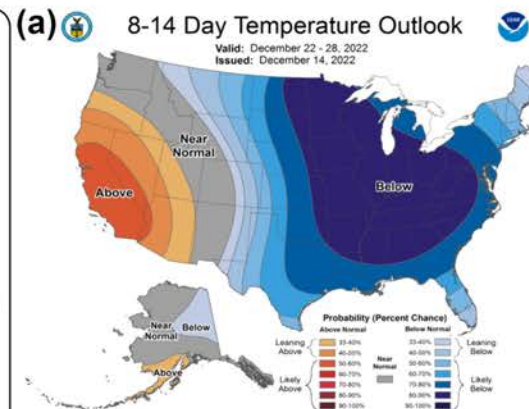 (a)
8-14 Day Temperature Outlook
Valid: December 22 - 28, 2022
Issued: December 14, 2022
Near
Normal
Above
Below
Near
Normal
Below
Above
Probability (Percent Chance)
Above Normal
Below Normal
Leaning
Above
Likely
Above
33-40%
40-50%
50-60%
60-70%
70-80%
80-90%
90-100%
Near
Normal
33-40%
40-50%
50-60%
60-70%
70-80%
80-90%
90-100%
Leaning
Below
Likely
Below